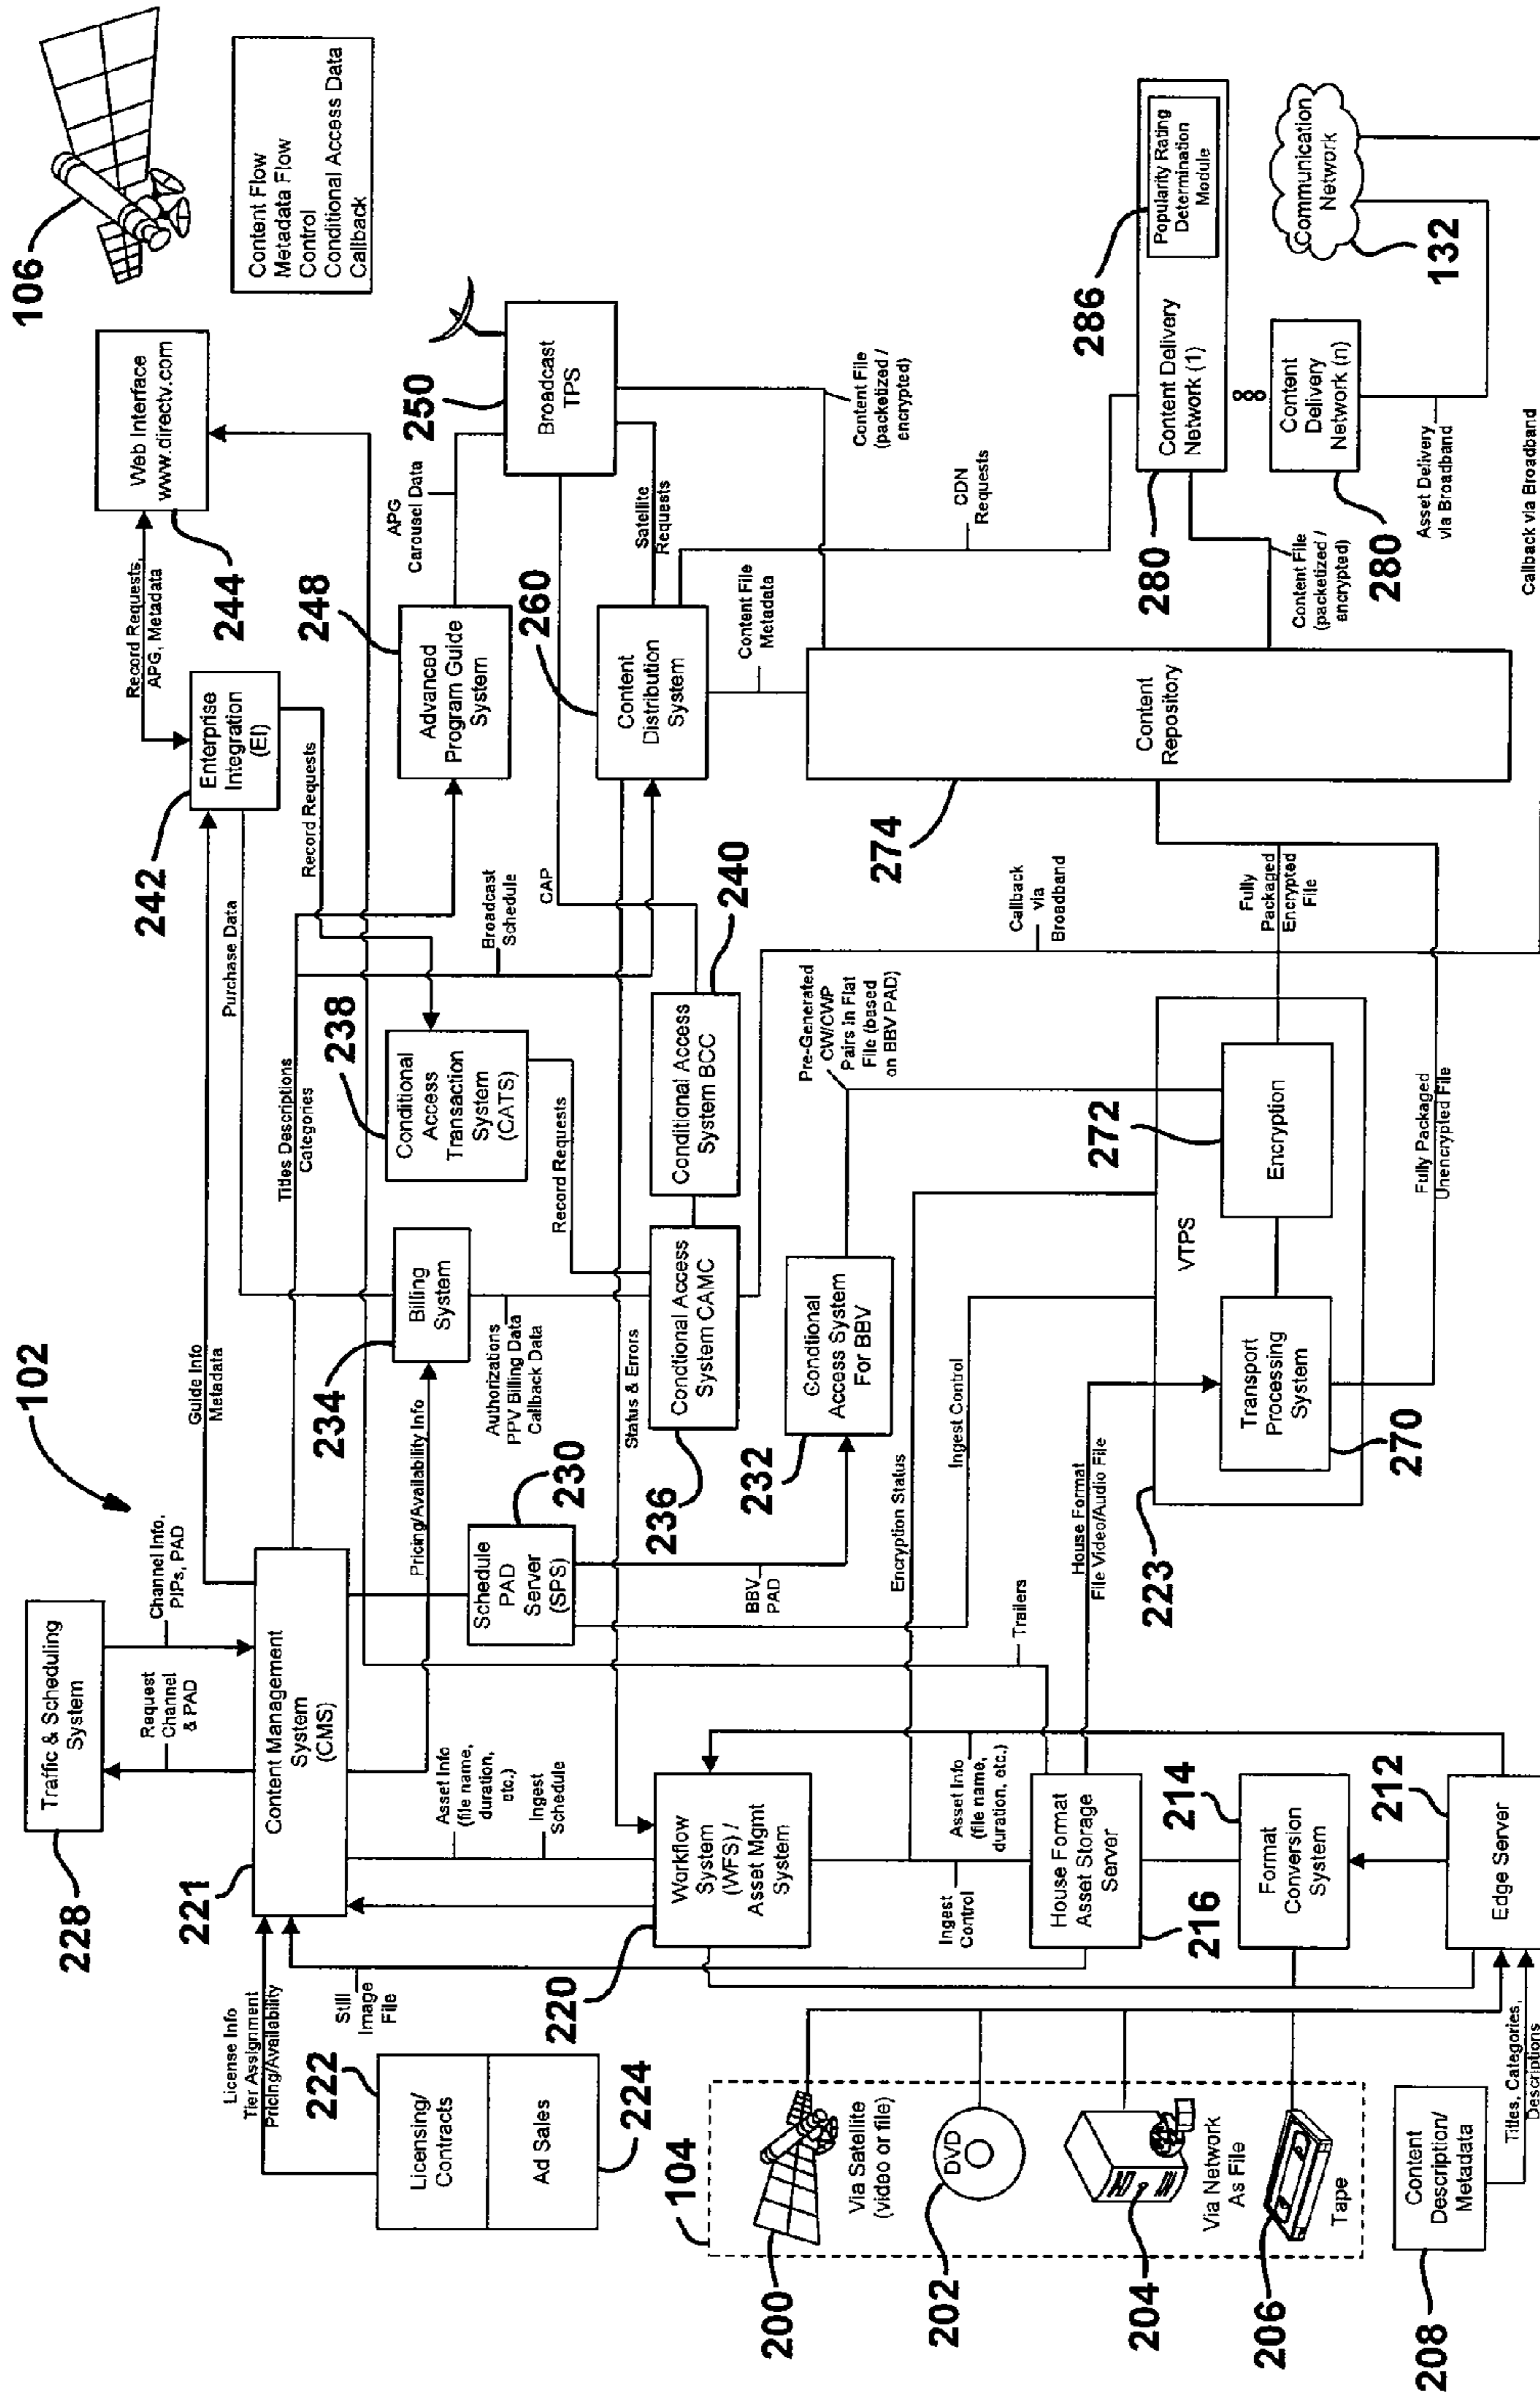 102
106
228
Traffic & Scheduling
System
Request
Channel
& PAD
Channel Info,
PIPs, PAD
221
Content Management
System
(CMS)
Guide Info
Metadata
Titles Descriptions
Categories
Purchase Data
242
Enterprise
Integration
(EI)
Record Requests,
APG, Metadata
Web Interface
www.directv.com
244
Content Flow
Metadata Flow
Control
Conditional Access Data
Callback
License Info
Tier Assignment
Pricing/Availability
222
Licensing/
Contracts
Ad Sales
224
Still
Image
File
Asset Info
(file name,
duration,
etc.)
Ingest
Schedule
Pricing/Availability Info
234
Billing
System
Authorizations
PPV Billing Data
Callback Data
Schedule
PAD
Server
(SPS)
230
238
Conditional
Access
Transaction
System
(CATS)
Record Requests
Record Requests
Broadcast
Schedule
248
Advanced
Program Guide
System
APG
Carousel Data
250
Broadcast
TPS
CAP
Satellite
Requests
260
Content
Distribution
System
220
Workflow
System
(WFS) /
Asset Mgmt
System
Status & Errors
Condtional Access
System CAMC
236
Conditional Access
System BCC
240
BBV
PAD
232
Condtional
Access System
For BBV
Pre-Generated
CW/CWP
Pairs in Flat
File (based
on BBV PAD)
Callback
via
Broadband
Content File
Metadata
Content File
(packetized /
encrypted)
CDN
Requests
104
200
Via Satellite
(video or file)
202
DVD
204
Via Network
As File
206
Tape
208
Content
Description/
Metadata
Titles, Categories,
Descriptions
Ingest
Control
Asset Info
(file name,
duration, etc.)
Encryption Status
Ingest Control
Trailers
House Format
Asset Storage
Server
216
House Format
File Video/Audio File
214
Format
Conversion
System
212
Edge Server
223
VTPS
Transport
Processing
System
270
272
Encryption
Fully
Packaged
Encrypted
File
Fully Packaged
Unencrypted File
274
Content
Repository
280
Content Delivery
Network (1)
286
Popularity Rating
Determination
Module
Content File
(packetized /
encrypted)
Content
Delivery
Network (n)
280
Communication
Network
132
Asset Delivery
via Broadband
Callback via Broadband